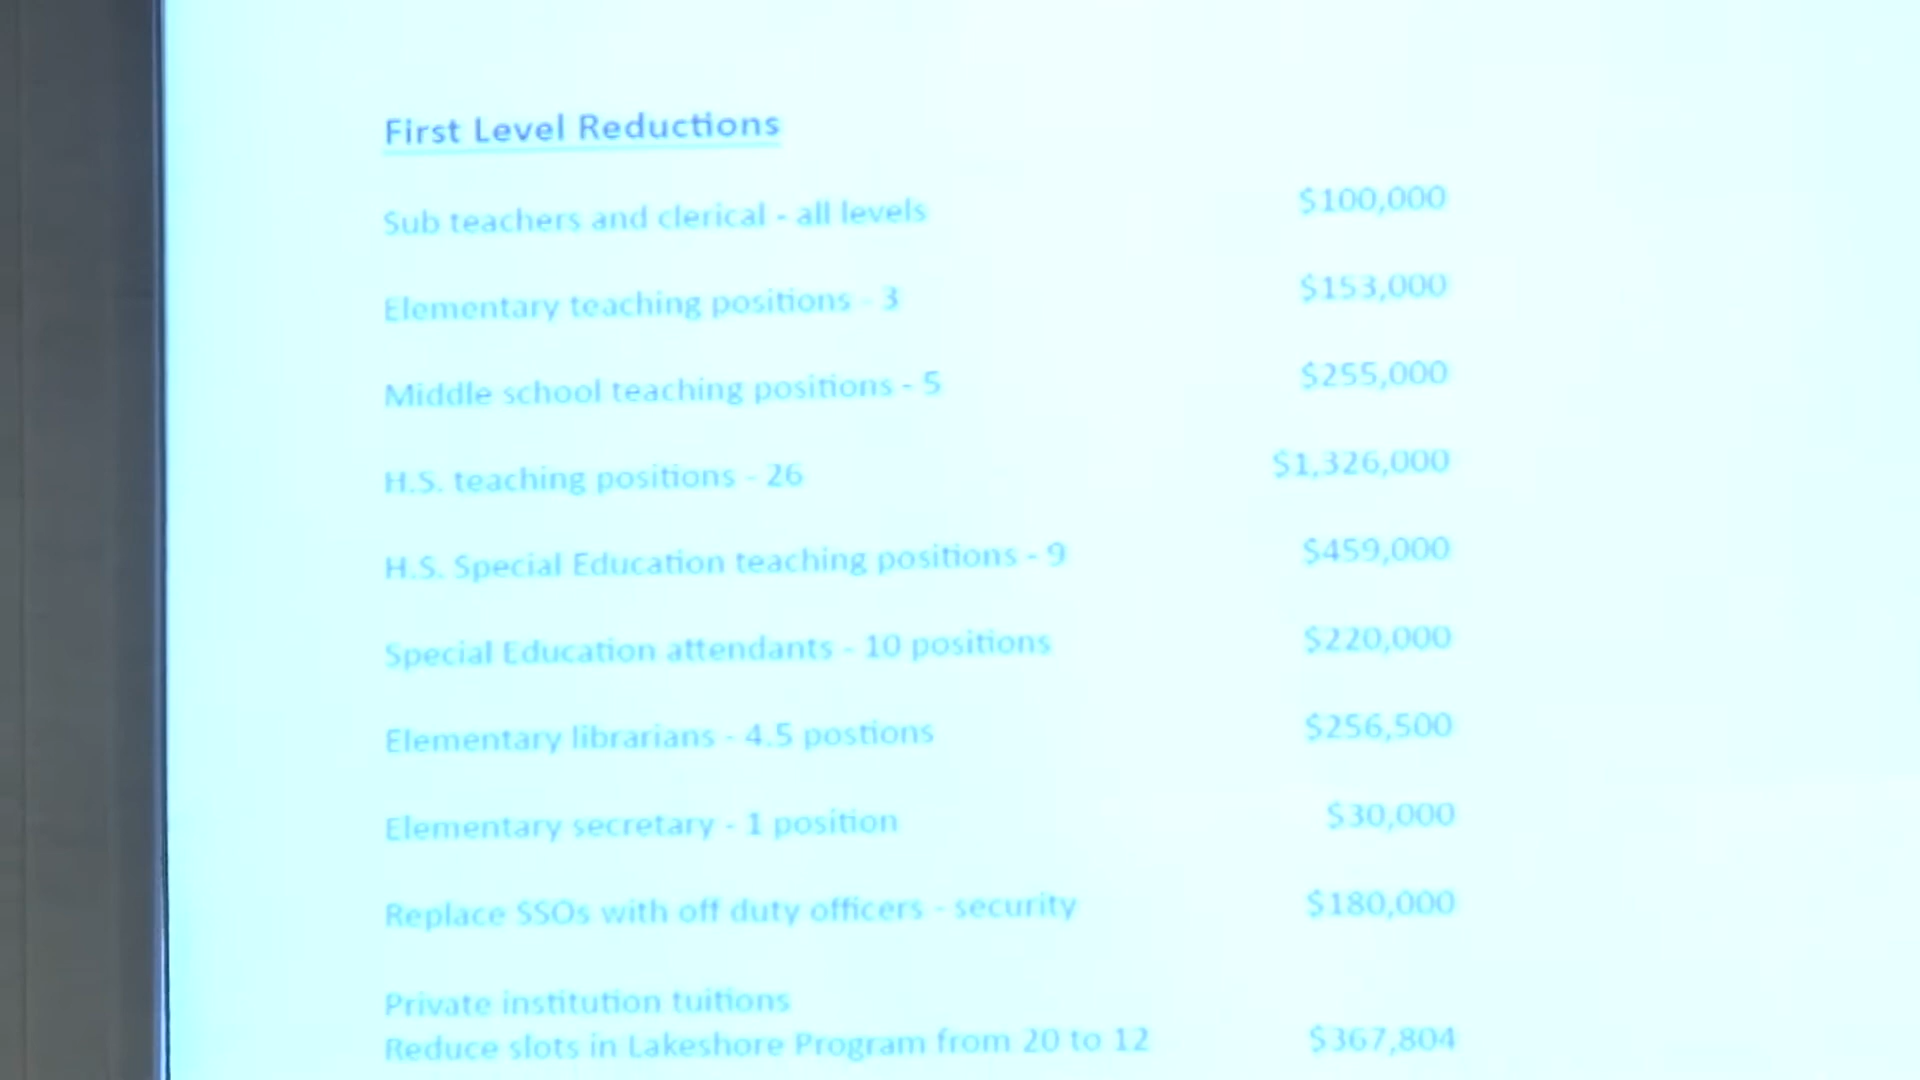 First Level Reductions
Sub teachers and clerical - all levels $100,000
Elementary teaching positions - 3 $153,000
Middle school teaching positions - 5 $255,000
H.S. teaching positions - 26 $1,326,000
H.S. Special Education teaching positions - 9 $459,000
Special Education attendants - 10 positions $220,000
Elementary librarians - 4.5 postions $256,500
Elementary secretary - 1 position $30,000
Replace SSOs with off duty officers - security $180,000
Private institution tuitions
Reduce slots in Lakeshore Program from 20 to 12 $367,804